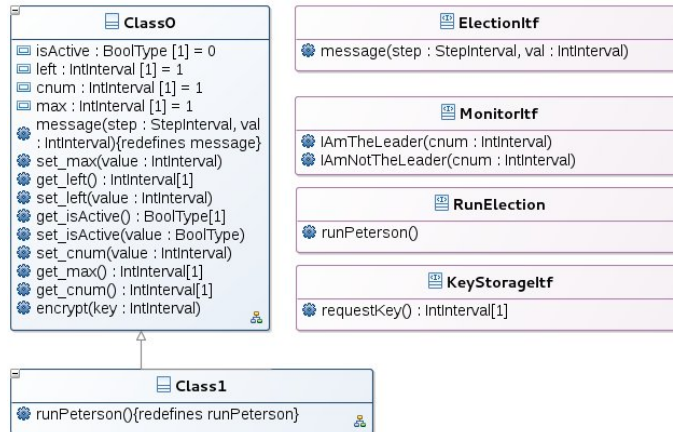 Class0
isActive : BoolType [1] = 0
left : IntInterval [1] = 1
cnum : IntInterval [1] = 1
max : IntInterval [1] = 1
message(step : StepInterval, val
: IntInterval){redefines message}
set_max(value : IntInterval)
get_left() : IntInterval[1]
set_left(value : IntInterval)
get_isActive() : BoolType[1]
set_isActive(value : BoolType)
set_cnum(value : IntInterval)
get_max() : IntInterval[1]
get_cnum() : IntInterval[1]
encrypt(key : IntInterval)
Class1
runPeterson(){redefines runPeterson}
ElectionItf
message(step : StepInterval, val : IntInterval)
MonitorItf
IAmTheLeader(cnum : IntInterval)
IAmNotTheLeader(cnum : IntInterval)
RunElection
runPeterson()
KeyStorageItf
requestKey() : IntInterval[1]